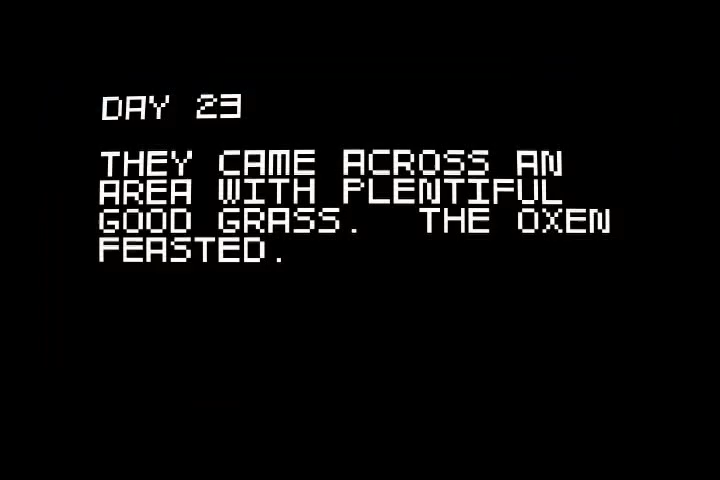 DAY 23
THEY CAME ACROSS AN
AREA WITH PLENTIFUL
GOOD GRASS.  THE OXEN
FEASTED.